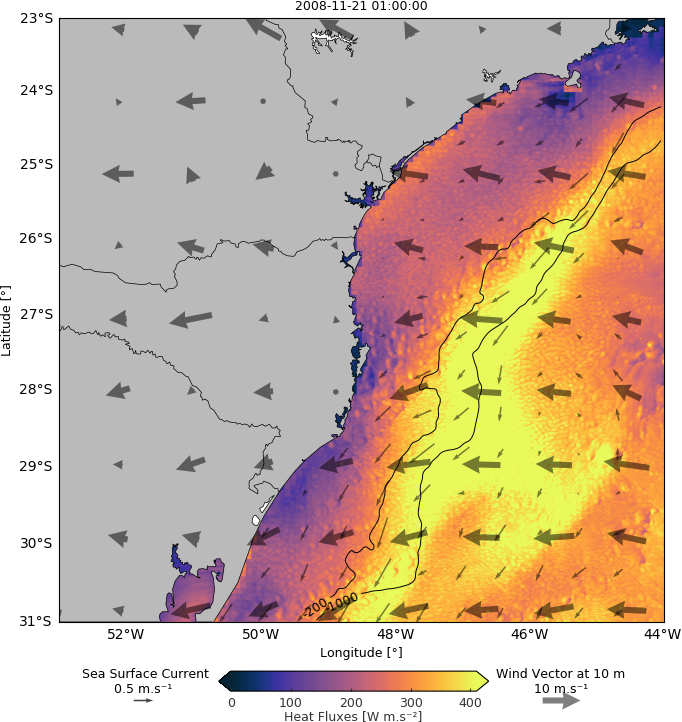 2008-11-21 01:00:00
23°S
24°S
25°S
26°S
27°S
28°S
29°S
30°S
31°S
Latitude [°]
-200
-1000
52°W 50°W 48°W 46°W 44°W
Longitude [°]
Sea Surface Current
0.5 m.s⁻¹
Wind Vector at 10 m
10 m.s⁻¹
0 100 200 300 400
Heat Fluxes [W m.s⁻²]